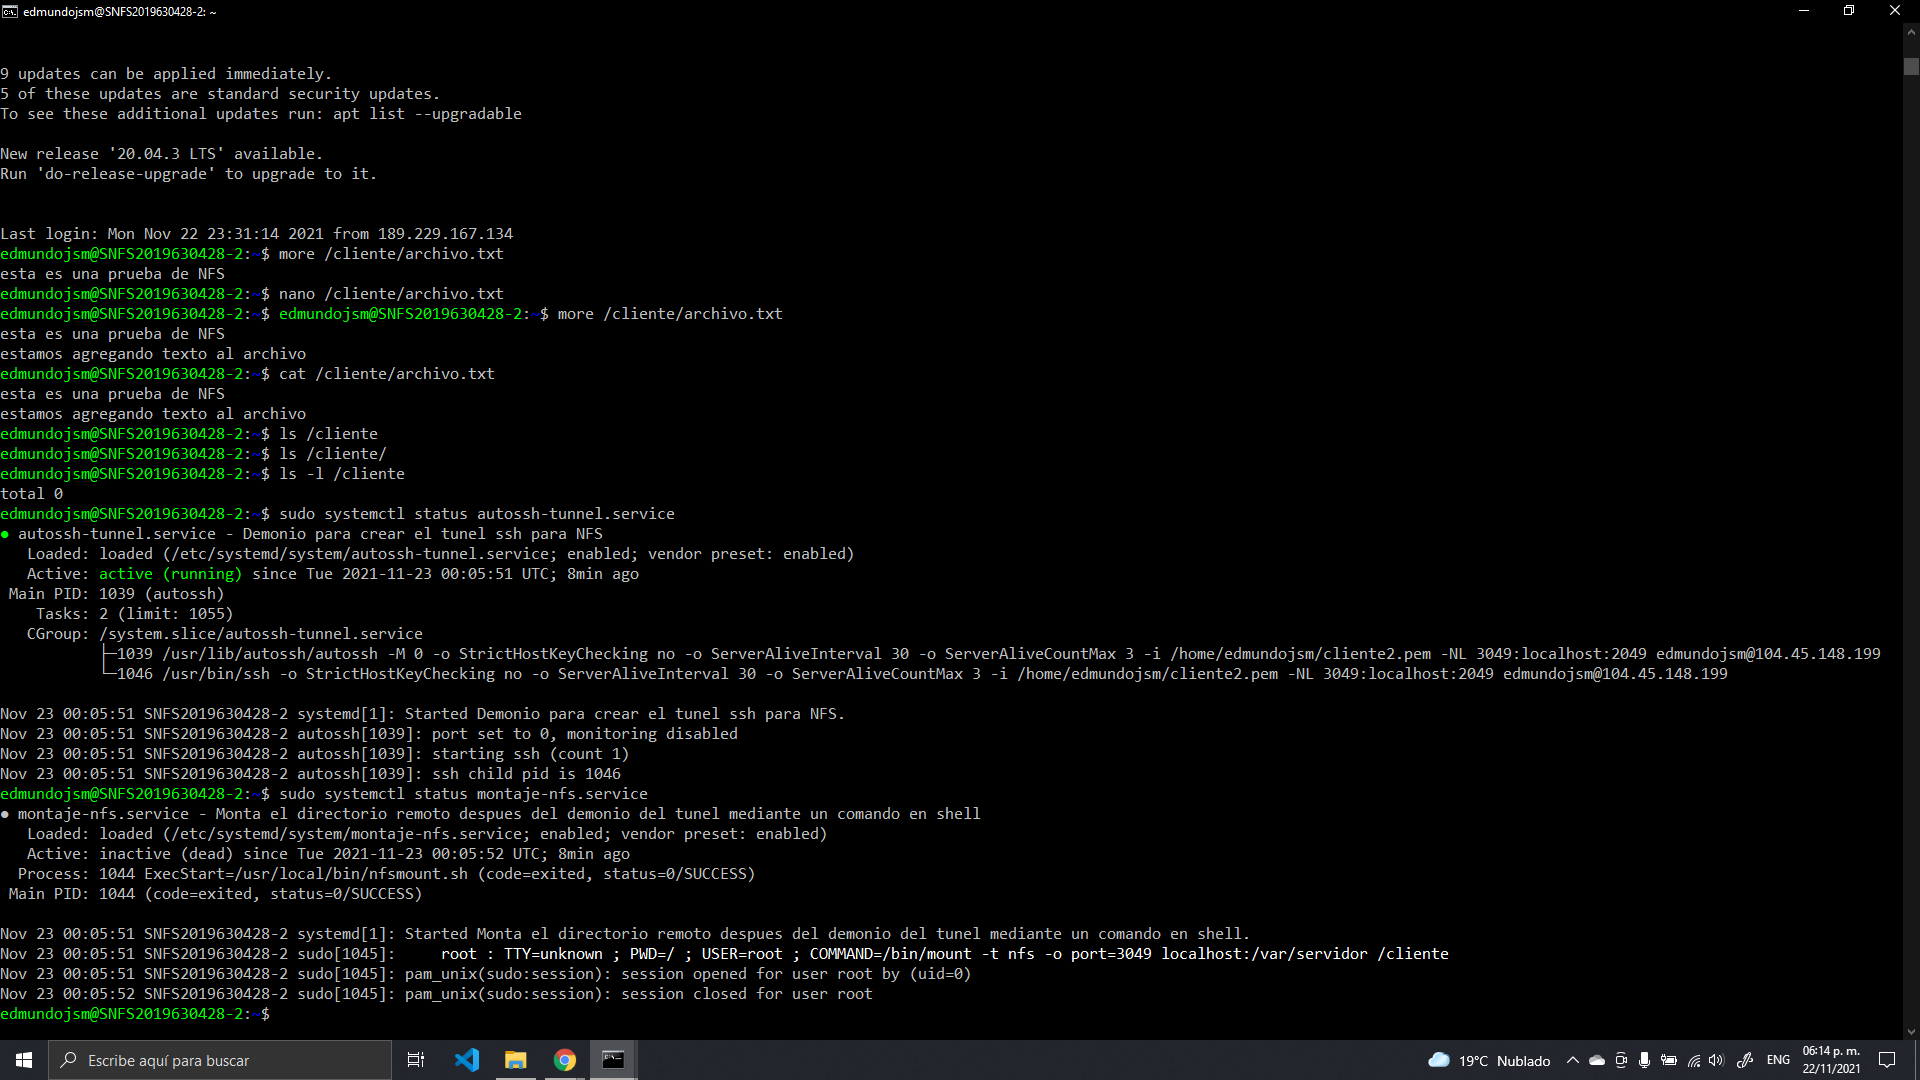 edmundojsm@SNFS2019630428-2: ~
9 updates can be applied immediately.
5 of these updates are standard security updates.
To see these additional updates run: apt list --upgradable
New release '20.04.3 LTS' available.
Run 'do-release-upgrade' to upgrade to it.
Last login: Mon Nov 22 23:31:14 2021 from 189.229.167.134
edmundojsm@SNFS2019630428-2:~$ more /cliente/archivo.txt
esta es una prueba de NFS
edmundojsm@SNFS2019630428-2:~$ nano /cliente/archivo.txt
edmundojsm@SNFS2019630428-2:~$ edmundojsm@SNFS2019630428-2:~$ more /cliente/archivo.txt
esta es una prueba de NFS
estamos agregando texto al archivo
edmundojsm@SNFS2019630428-2:~$ cat /cliente/archivo.txt
esta es una prueba de NFS
estamos agregando texto al archivo
edmundojsm@SNFS2019630428-2:~$ ls /cliente
edmundojsm@SNFS2019630428-2:~$ ls /cliente/
edmundojsm@SNFS2019630428-2:~$ ls -l /cliente
total 0
edmundojsm@SNFS2019630428-2:~$ sudo systemctl status autossh-tunnel.service
● autossh-tunnel.service - Demonio para crear el tunel ssh para NFS
Loaded: loaded (/etc/systemd/system/autossh-tunnel.service; enabled; vendor preset: enabled)
Active: active (running) since Tue 2021-11-23 00:05:51 UTC; 8min ago
Main PID: 1039 (autossh)
Tasks: 2 (limit: 1055)
CGroup: /system.slice/autossh-tunnel.service
├─1039 /usr/lib/autossh/autossh -M 0 -o StrictHostKeyChecking no -o ServerAliveInterval 30 -o ServerAliveCountMax 3 -i /home/edmundojsm/cliente2.pem -NL 3049:localhost:2049 edmundojsm@104.45.148.199
└─1046 /usr/bin/ssh -o StrictHostKeyChecking no -o ServerAliveInterval 30 -o ServerAliveCountMax 3 -i /home/edmundojsm/cliente2.pem -NL 3049:localhost:2049 edmundojsm@104.45.148.199
Nov 23 00:05:51 SNFS2019630428-2 systemd[1]: Started Demonio para crear el tunel ssh para NFS.
Nov 23 00:05:51 SNFS2019630428-2 autossh[1039]: port set to 0, monitoring disabled
Nov 23 00:05:51 SNFS2019630428-2 autossh[1039]: starting ssh (count 1)
Nov 23 00:05:51 SNFS2019630428-2 autossh[1039]: ssh child pid is 1046
edmundojsm@SNFS2019630428-2:~$ sudo systemctl status montaje-nfs.service
● montaje-nfs.service - Monta el directorio remoto despues del demonio del tunel mediante un comando en shell
Loaded: loaded (/etc/systemd/system/montaje-nfs.service; enabled; vendor preset: enabled)
Active: inactive (dead) since Tue 2021-11-23 00:05:52 UTC; 8min ago
Process: 1044 ExecStart=/usr/local/bin/nfsmount.sh (code=exited, status=0/SUCCESS)
Main PID: 1044 (code=exited, status=0/SUCCESS)
Nov 23 00:05:51 SNFS2019630428-2 systemd[1]: Started Monta el directorio remoto despues del demonio del tunel mediante un comando en shell.
Nov 23 00:05:51 SNFS2019630428-2 sudo[1045]:     root : TTY=unknown ; PWD=/ ; USER=root ; COMMAND=/bin/mount -t nfs -o port=3049 localhost:/var/servidor /cliente
Nov 23 00:05:51 SNFS2019630428-2 sudo[1045]: pam_unix(sudo:session): session opened for user root by (uid=0)
Nov 23 00:05:52 SNFS2019630428-2 sudo[1045]: pam_unix(sudo:session): session closed for user root
edmundojsm@SNFS2019630428-2:~$
Escribe aquí para buscar
19°C Nublado
ENG
06:14 p. m.
22/11/2021